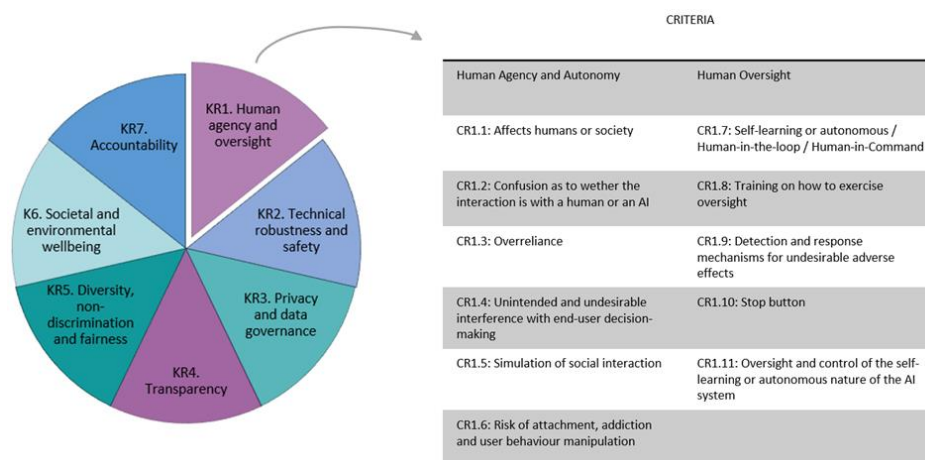 CRITERIA
KR1. Human
agency and
oversight
KR2. Technical
robustness and
safety
KR3. Privacy
and data
governance
KR4.
Transparency
KR5. Diversity,
non-
discrimination
and fairness
K6. Societal and
environmental
wellbeing
KR7.
Accountability
Human Agency and Autonomy
Human Oversight
CR1.1: Affects humans or society
CR1.7: Self-learning or autonomous /
Human-in-the-loop / Human-in-Command
CR1.2: Confusion as to wether the
interaction is with a human or an AI
CR1.8: Training on how to exercise
oversight
CR1.3: Overreliance
CR1.9: Detection and response
mechanisms for undesirable adverse
effects
CR1.4: Unintended and undesirable
interference with end-user decision-
making
CR1.10: Stop button
CR1.5: Simulation of social interaction
CR1.11: Oversight and control of the self-
learning or autonomous nature of the AI
system
CR1.6: Risk of attachment, addiction
and user behaviour manipulation